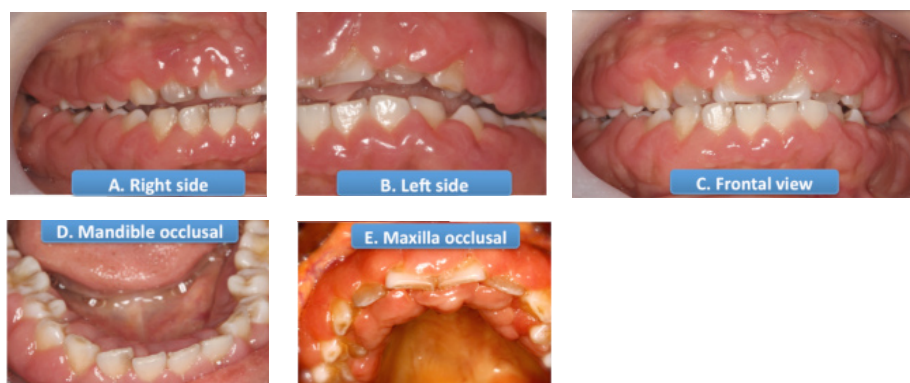 A. Right side
B. Left side
C. Frontal view
D. Mandible occlusal
E. Maxilla occlusal